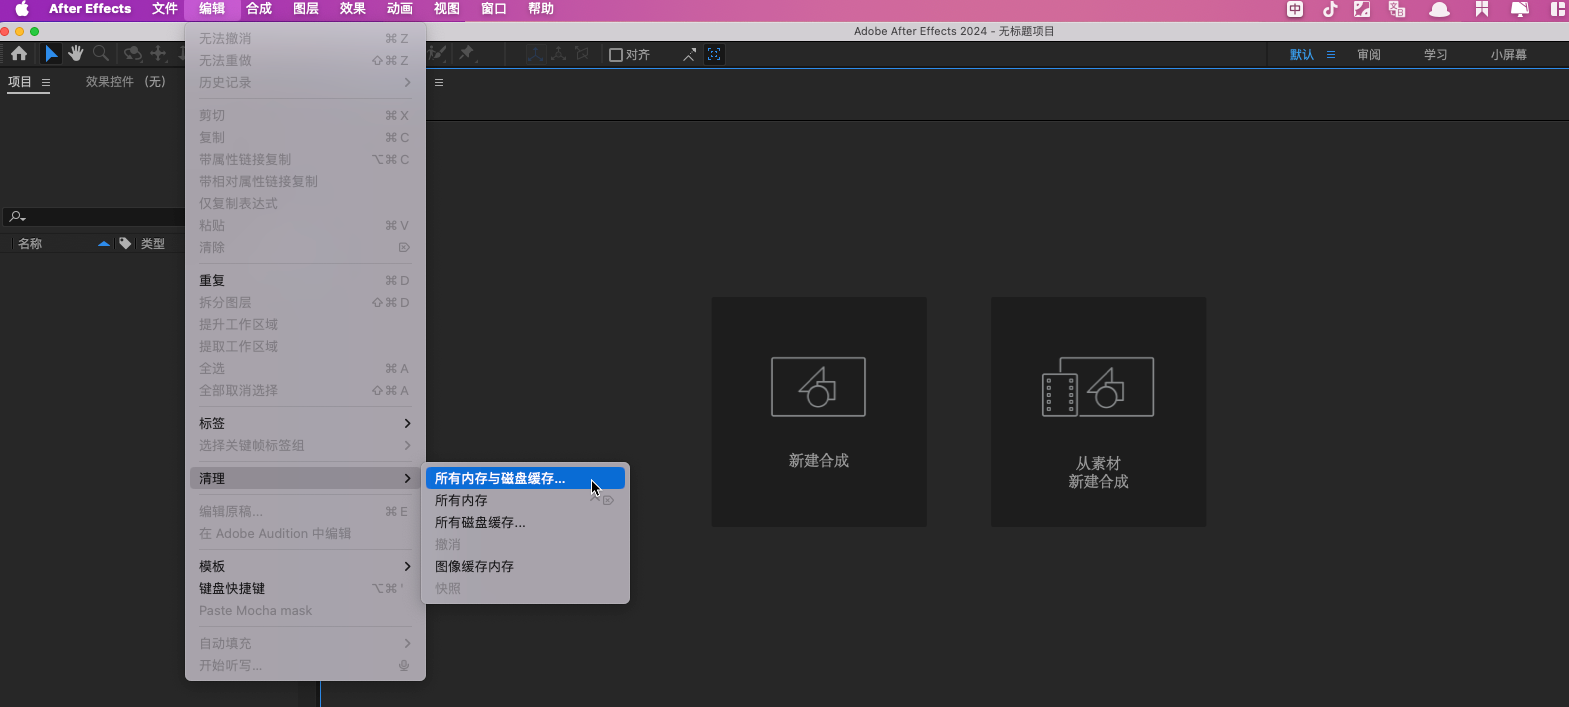 After Effects 文件 编辑 合成 图层 效果 动画 视图 窗口 帮助 中
Adobe After Effects 2024 - 无标题项目
对齐 默认 审阅 学习 小屏幕
项目 效果控件 (无)
名称 类型
无法撤消 ⌘ Z
无法重做 ⇧ ⌘ Z
历史记录
剪切 ⌘ X
复制 ⌘ C
带属性链接复制 ⌥ ⌘ C
带相对属性链接复制
仅复制表达式
粘贴 ⌘ V
清除 ⌦
重复 ⌘ D
拆分图层 ⇧ ⌘ D
提升工作区域
提取工作区域
全选 ⌘ A
全部取消选择 ⇧ ⌘ A
标签
选择关键帧标签组
清理
编辑原稿... ⌘ E
在 Adobe Audition 中编辑
模板
键盘快捷键 ⌥ ⌘ '
Paste Mocha mask
自动填充
开始听写...
所有内存与磁盘缓存...
所有内存 ⌦
所有磁盘缓存...
撤消
图像缓存内存
快照
新建合成
从素材
新建合成